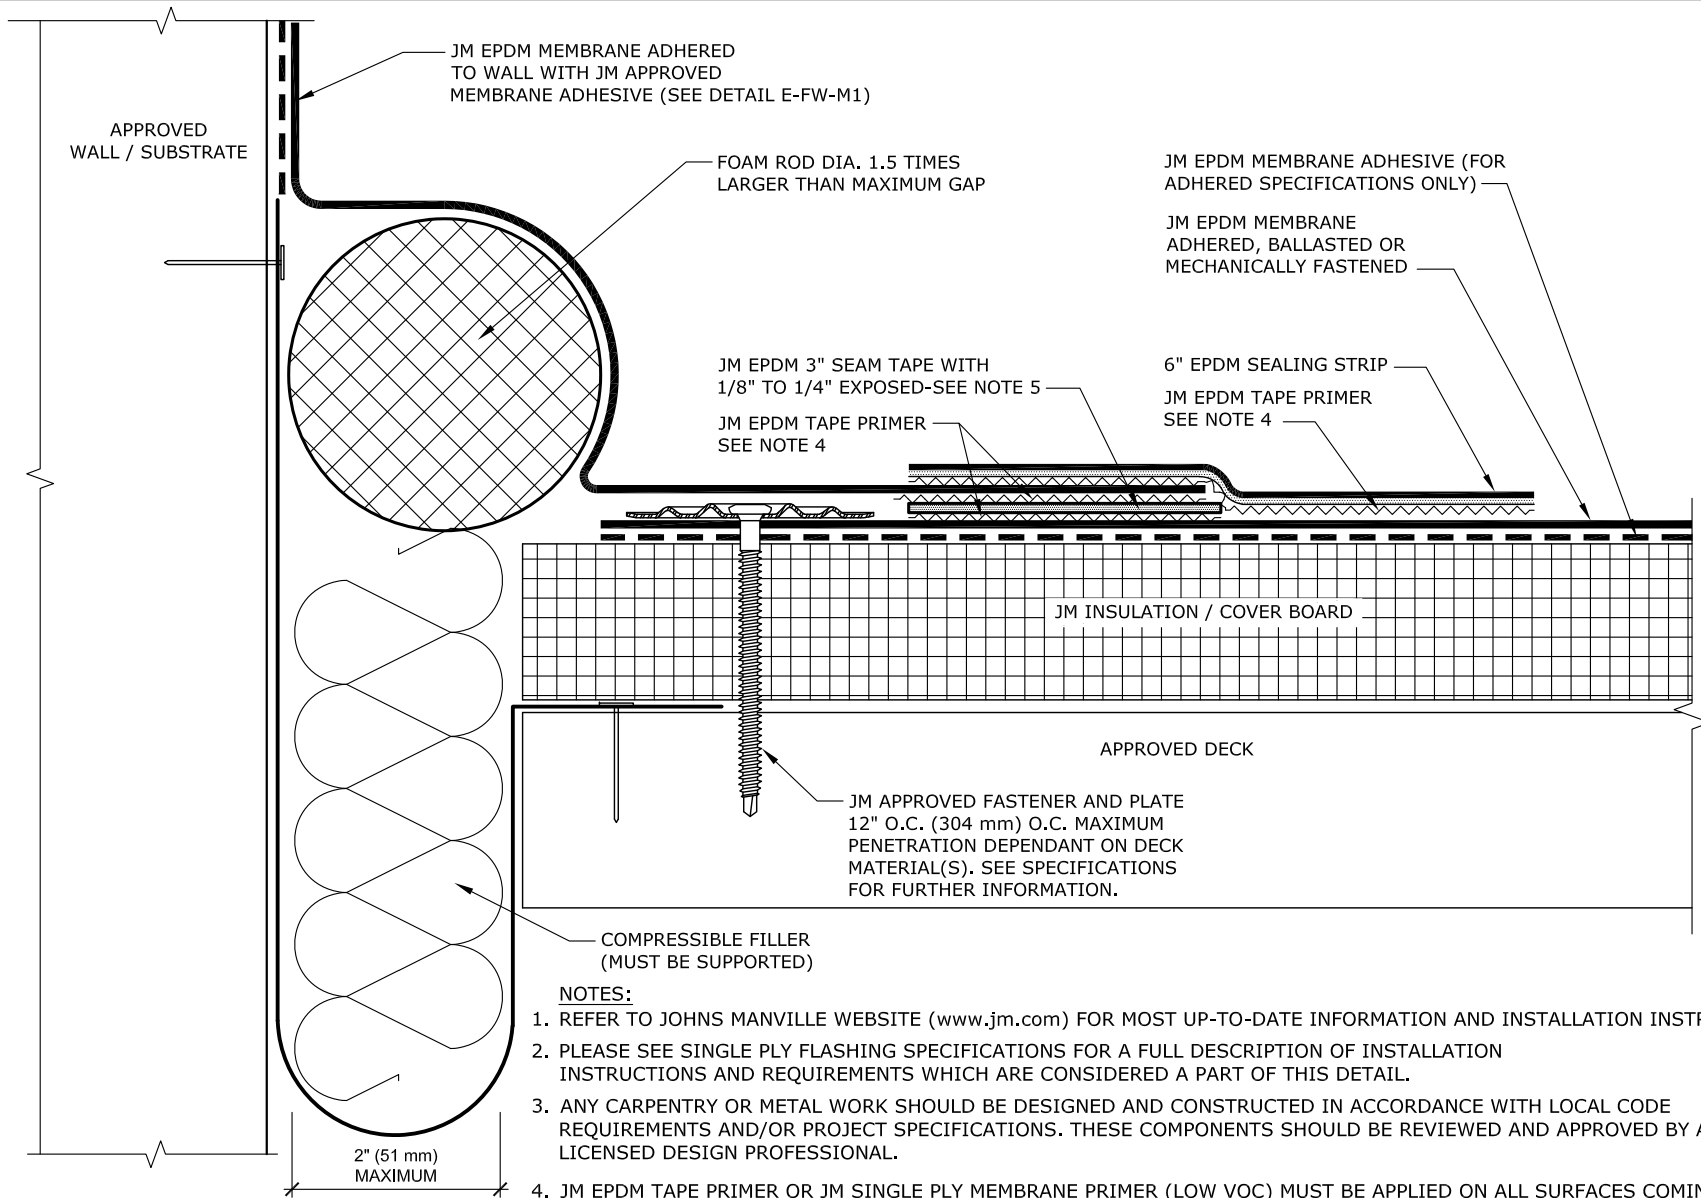 JM EPDM MEMBRANE ADHERED
TO WALL WITH JM APPROVED
MEMBRANE ADHESIVE (SEE DETAIL E-FW-M1)
APPROVED
WALL / SUBSTRATE
FOAM ROD DIA. 1.5 TIMES
LARGER THAN MAXIMUM GAP
JM EPDM MEMBRANE ADHESIVE (FOR
ADHERED SPECIFICATIONS ONLY)
JM EPDM MEMBRANE
ADHERED, BALLASTED OR
MECHANICALLY FASTENED
JM EPDM 3" SEAM TAPE WITH
1/8" TO 1/4" EXPOSED-SEE NOTE 5
JM EPDM TAPE PRIMER
SEE NOTE 4
6" EPDM SEALING STRIP
JM EPDM TAPE PRIMER
SEE NOTE 4
JM INSULATION / COVER BOARD
APPROVED DECK
JM APPROVED FASTENER AND PLATE
12" O.C. (304 mm) O.C. MAXIMUM
PENETRATION DEPENDANT ON DECK
MATERIAL(S). SEE SPECIFICATIONS
FOR FURTHER INFORMATION.
COMPRESSIBLE FILLER
(MUST BE SUPPORTED)
2" (51 mm)
MAXIMUM
NOTES:
1. REFER TO JOHNS MANVILLE WEBSITE (www.jm.com) FOR MOST UP-TO-DATE INFORMATION AND INSTALLATION
2. PLEASE SEE SINGLE PLY FLASHING SPECIFICATIONS FOR A FULL DESCRIPTION OF INSTALLATION
INSTRUCTIONS AND REQUIREMENTS WHICH ARE CONSIDERED A PART OF THIS DETAIL.
3. ANY CARPENTRY OR METAL WORK SHOULD BE DESIGNED AND CONSTRUCTED IN ACCORDANCE WITH LOCAL CODE
REQUIREMENTS AND/OR PROJECT SPECIFICATIONS. THESE COMPONENTS SHOULD BE REVIEWED AND APPROVED BY A
LICENSED DESIGN PROFESSIONAL.
4. JM EPDM TAPE PRIMER OR JM SINGLE PLY MEMBRANE PRIMER (LOW VOC) MUST BE APPLIED ON ALL SURFACES